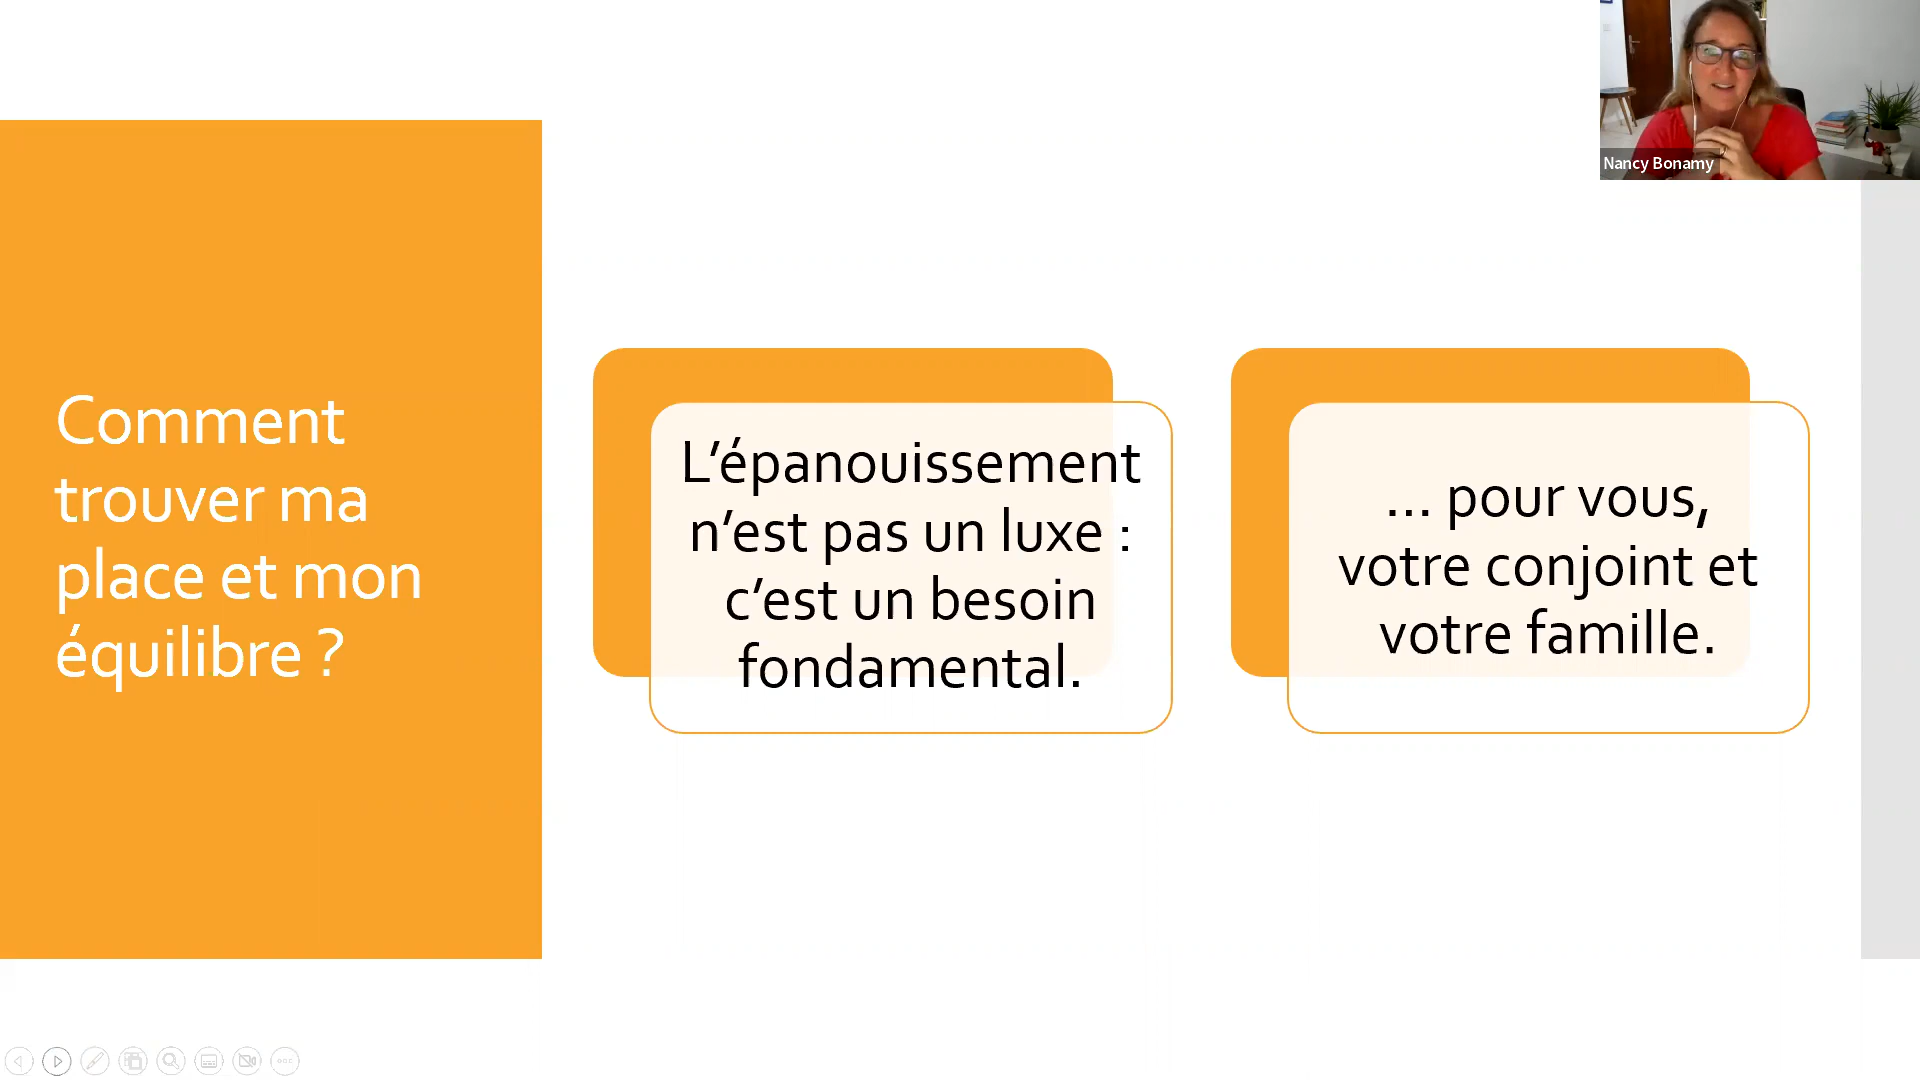 Nancy Bonamy
Comment
trouver ma
place et mon
équilibre ?
L’épanouissement
n’est pas un luxe :
c’est un besoin
fondamental.
... pour vous,
votre conjoint et
votre famille.